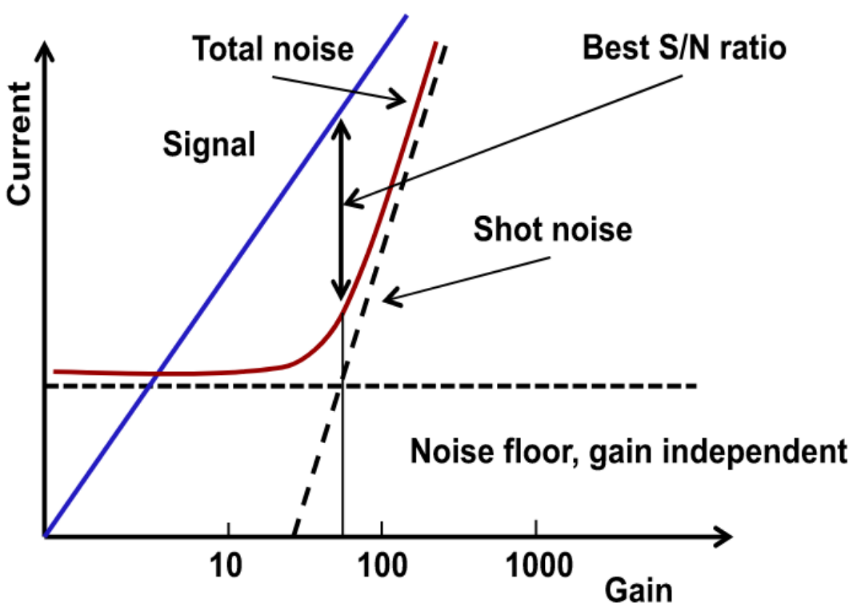 Total noise
Best S/N ratio
Signal
Current
Shot noise
Noise floor, gain independent
10
100
1000
Gain